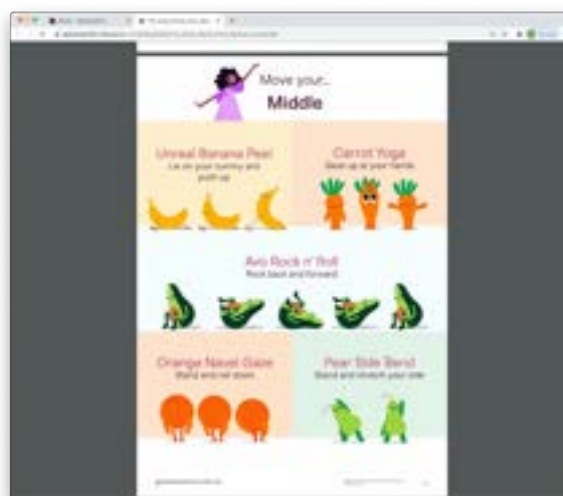 Move your...
Middle
Unreal Banana Peel
Lie on your tummy and
push up
Carrot Yoga
Gaze up at your hands
Avo Rock n' Roll
Rock back and forward
Orange Navel Gaze
Stand and roll down
Pear Side Bend
Stand and stretch your side